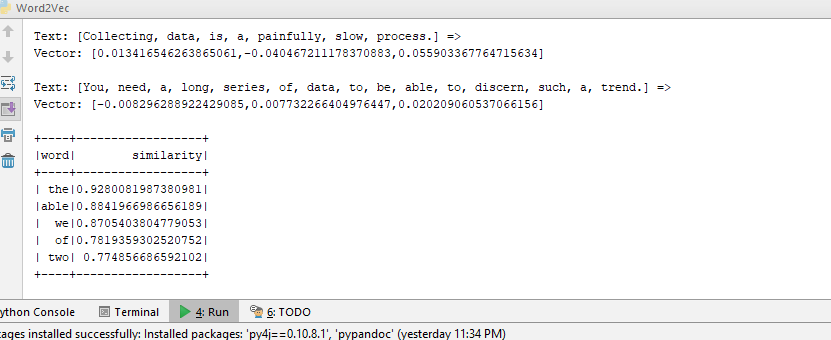 Word2Vec
Text: [Collecting, data, is, a, painfully, slow, process.] =>
Vector: [0.013416546263865061,-0.040467211178370883,0.055903367764715634]
Text: [You, need, a, long, series, of, data, to, be, able, to, discern, such, a, trend.] =>
Vector: [-0.008296288922429085,0.007732266404976447,0.020209060537066156]
+----+------------------+
|word|        similarity|
+----+------------------+
| the|0.9280081987380981|
|able|0.8841966986656189|
|  we|0.8705403804779053|
|  of|0.7819359302520752|
| two| 0.774856686592102|
+----+------------------+
ython Console Terminal 4: Run 6: TODO
ages installed successfully: Installed packages: 'py4j==0.10.8.1', 'pypandoc' (yesterday 11:34 PM)